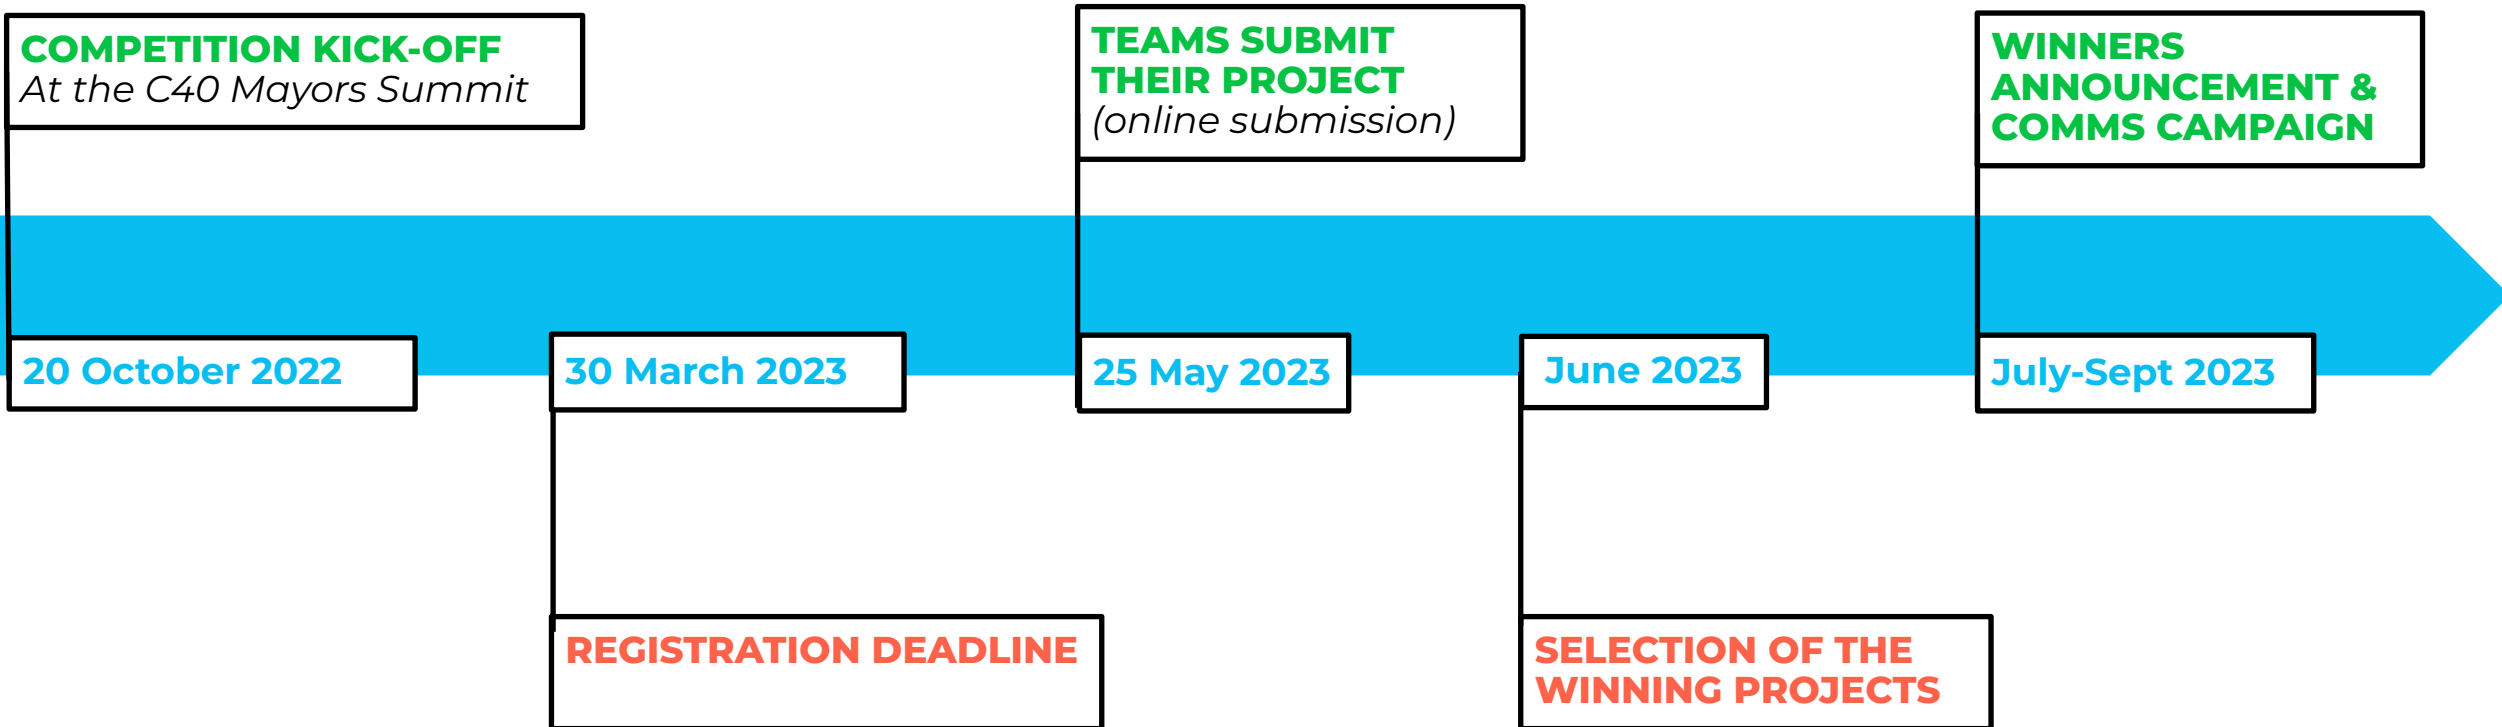 COMPETITION KICK-OFF
At the C40 Mayors Summit
TEAMS SUBMIT
THEIR PROJECT
(online submission)
WINNERS
ANNOUNCEMENT &
COMMS CAMPAIGN
20 October 2022
30 March 2023
25 May 2023
June 2023
July-Sept 2023
REGISTRATION DEADLINE
SELECTION OF THE
WINNING PROJECTS